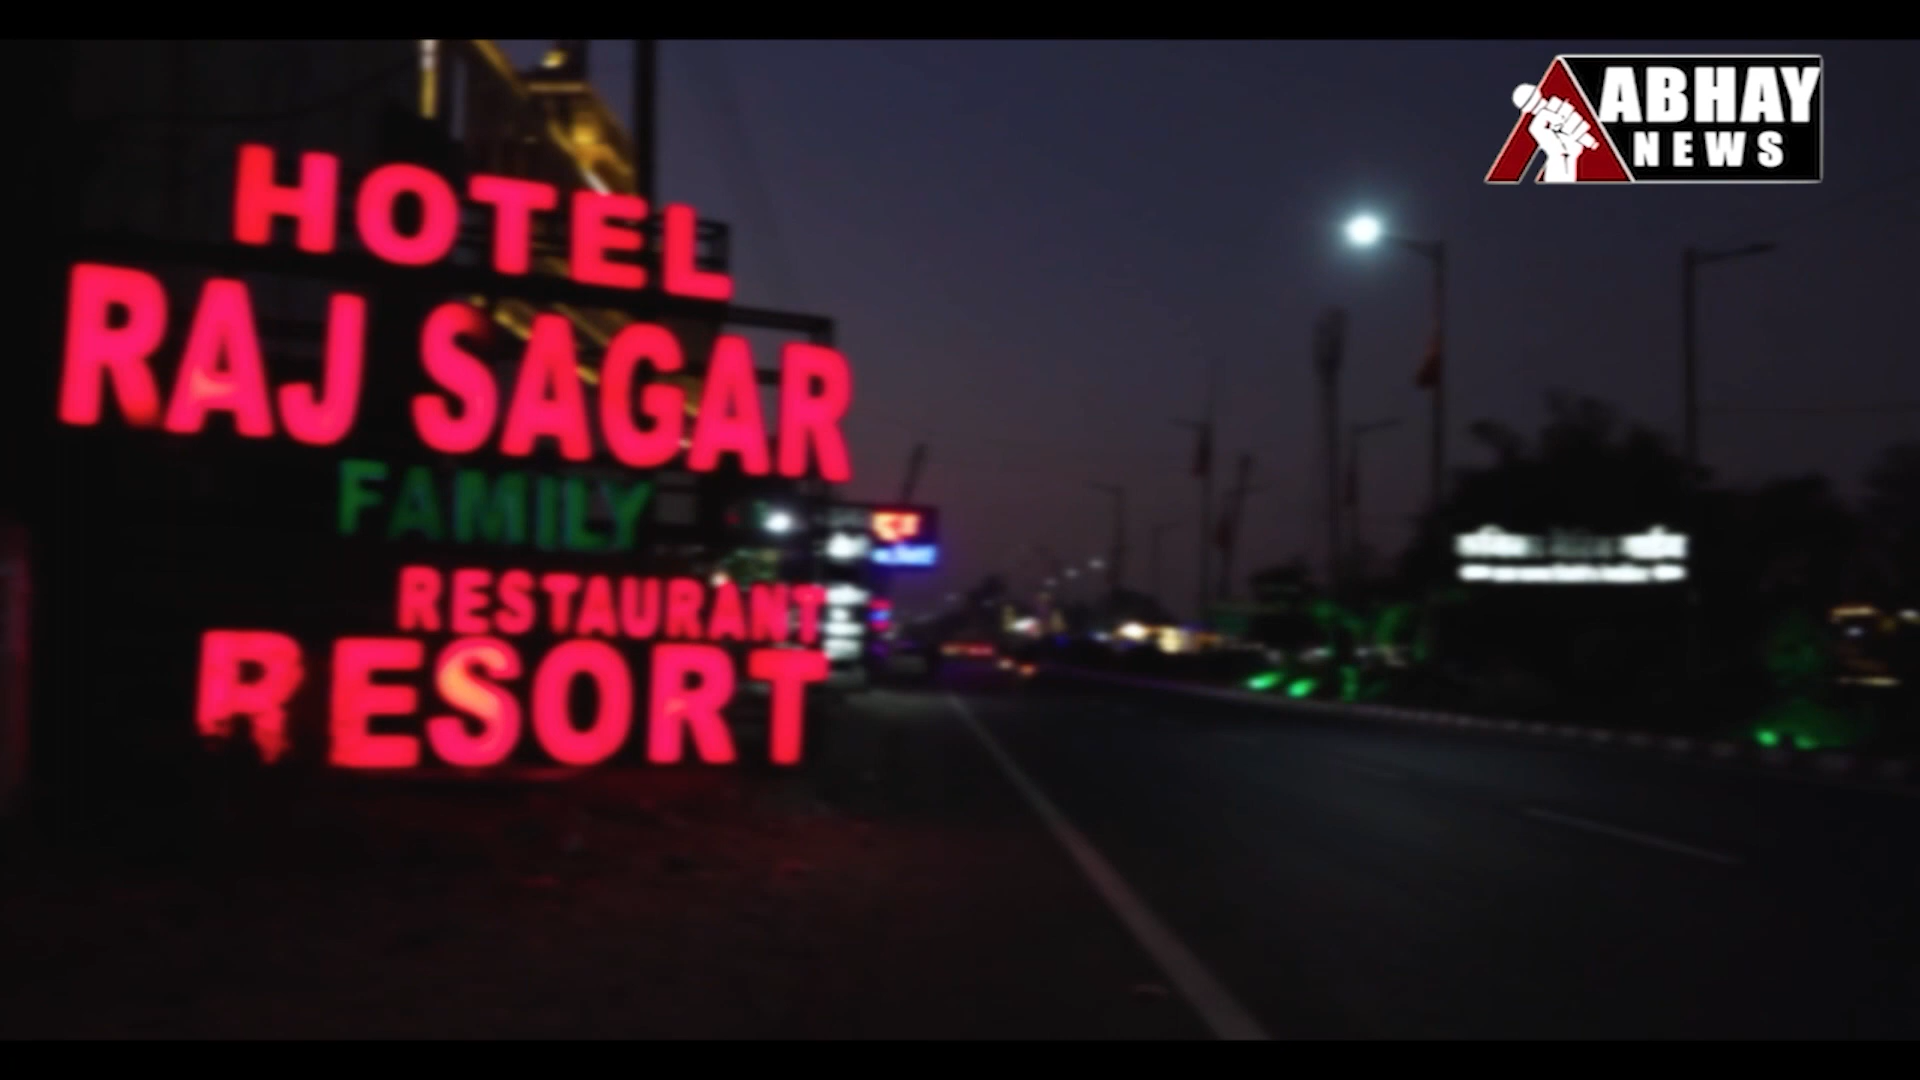 HOTEL
RAJ SAGAR
FAMILY
RESTAURANT
RESORT
ABHAY
NEWS